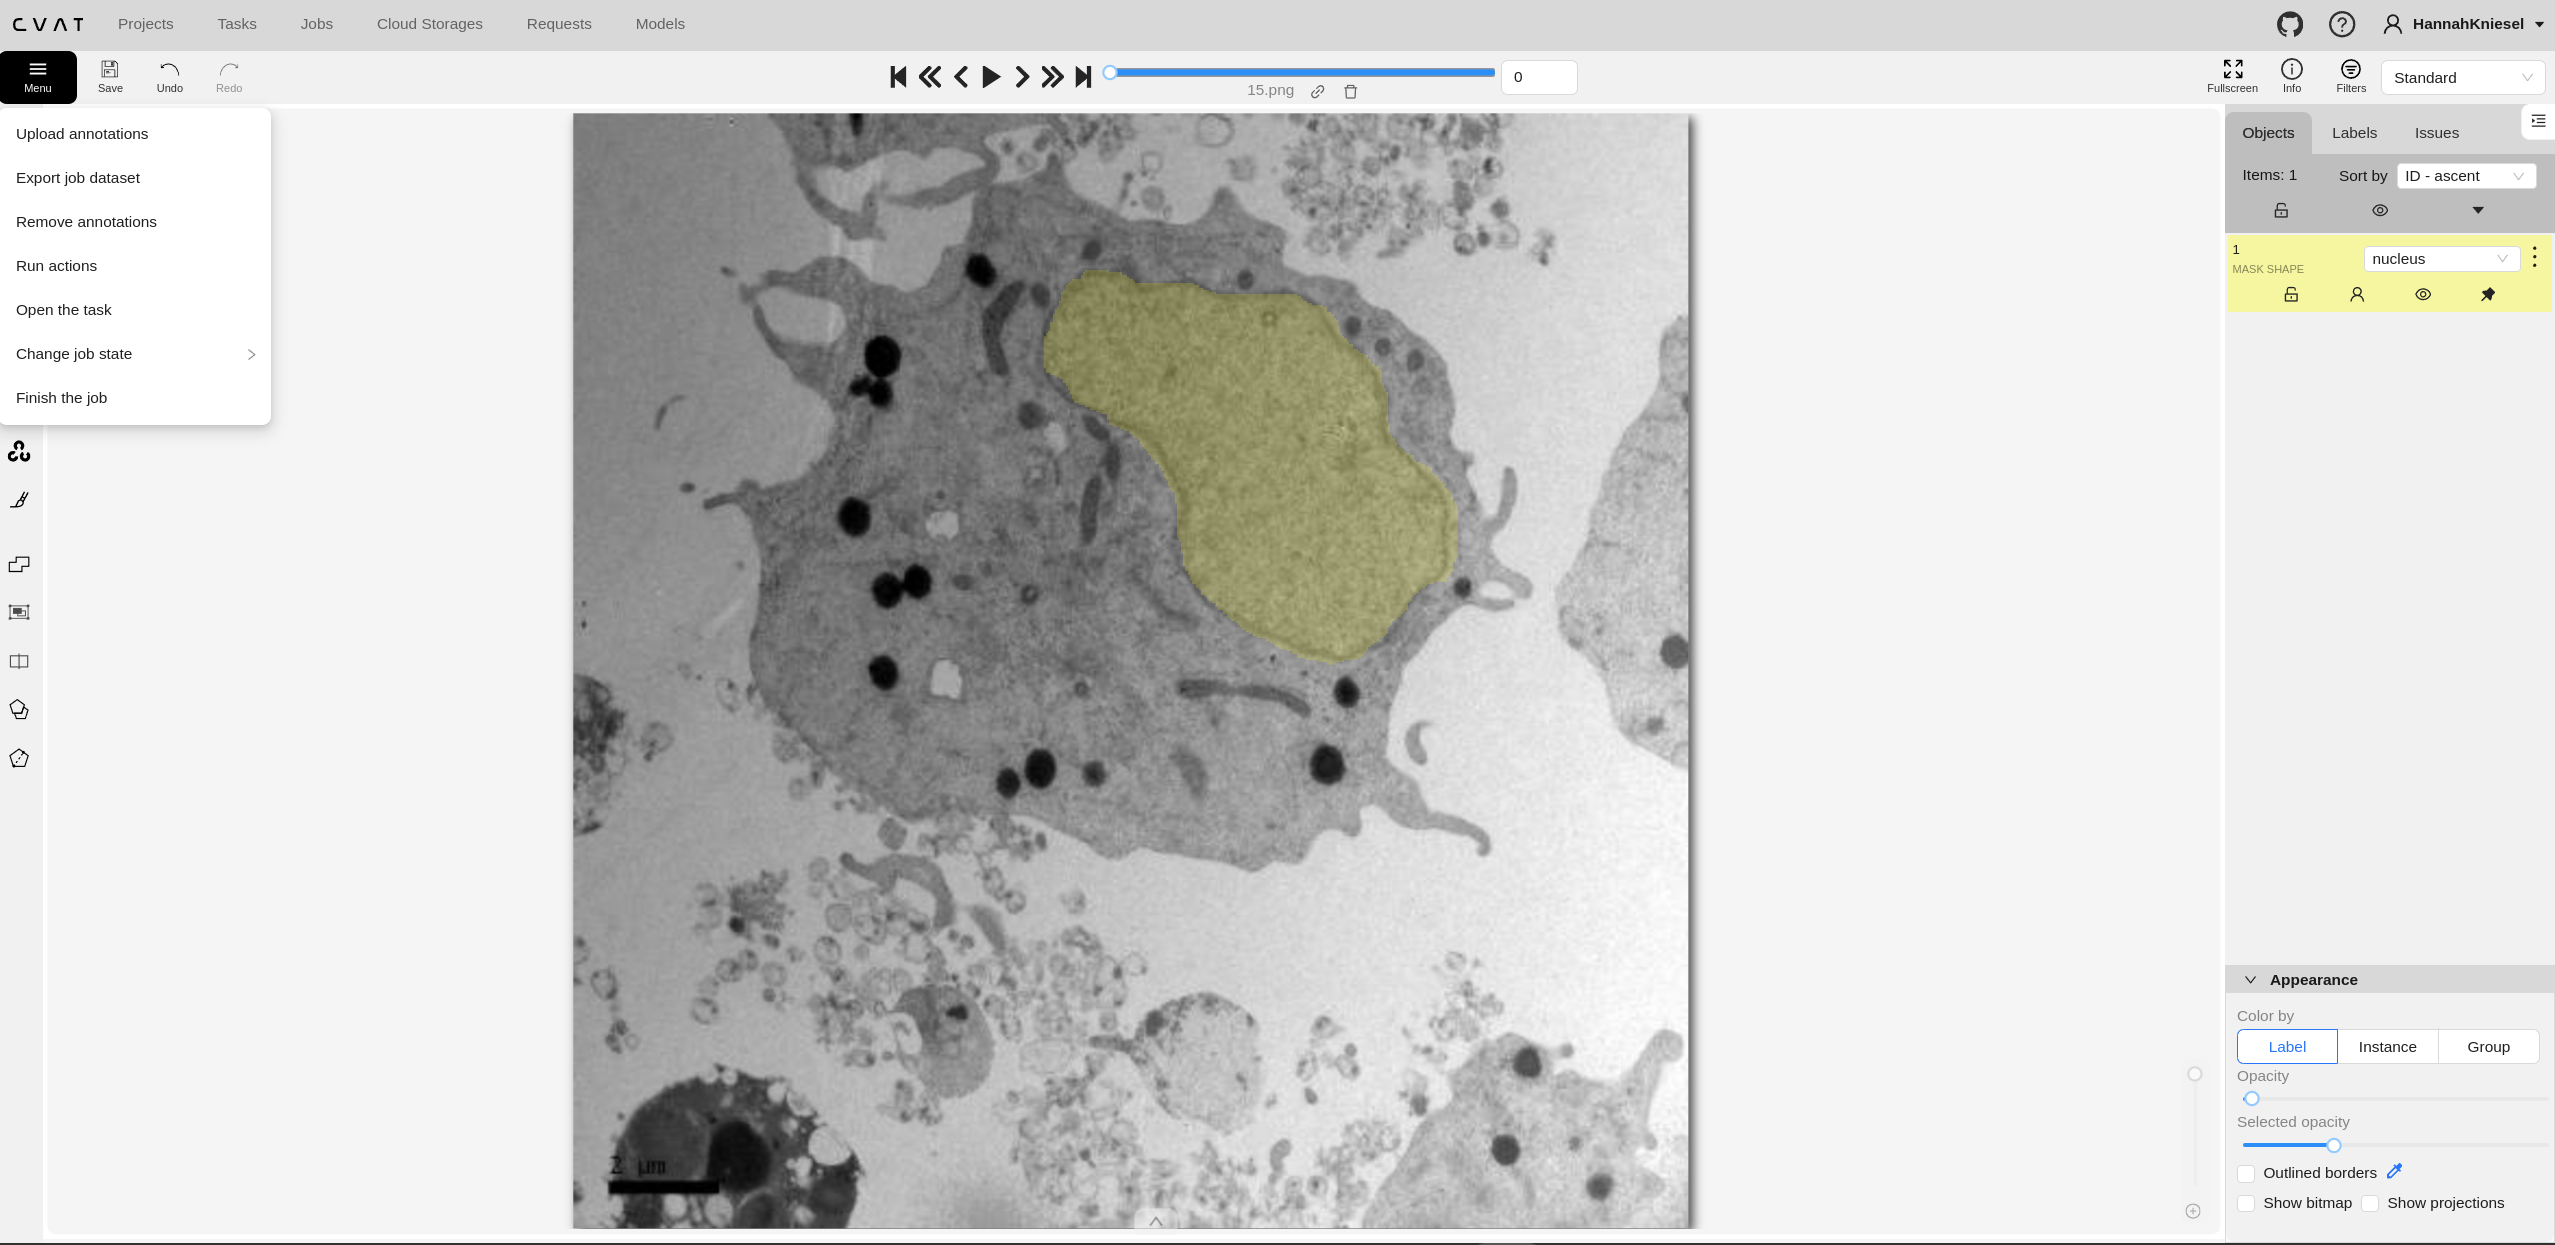 CVAT Projects Tasks Jobs Cloud Storages Requests Models HannahKniesel
Menu Save Undo Redo 15.png 0 Fullscreen Info Filters Standard
Upload annotations
Export job dataset
Remove annotations
Run actions
Open the task
Change job state
Finish the job
2 µm
Objects Labels Issues
Items: 1 Sort by ID - ascent
1 nucleus
MASK SHAPE
Appearance
Color by
Label Instance Group
Opacity
Selected opacity
Outlined borders
Show bitmap Show projections